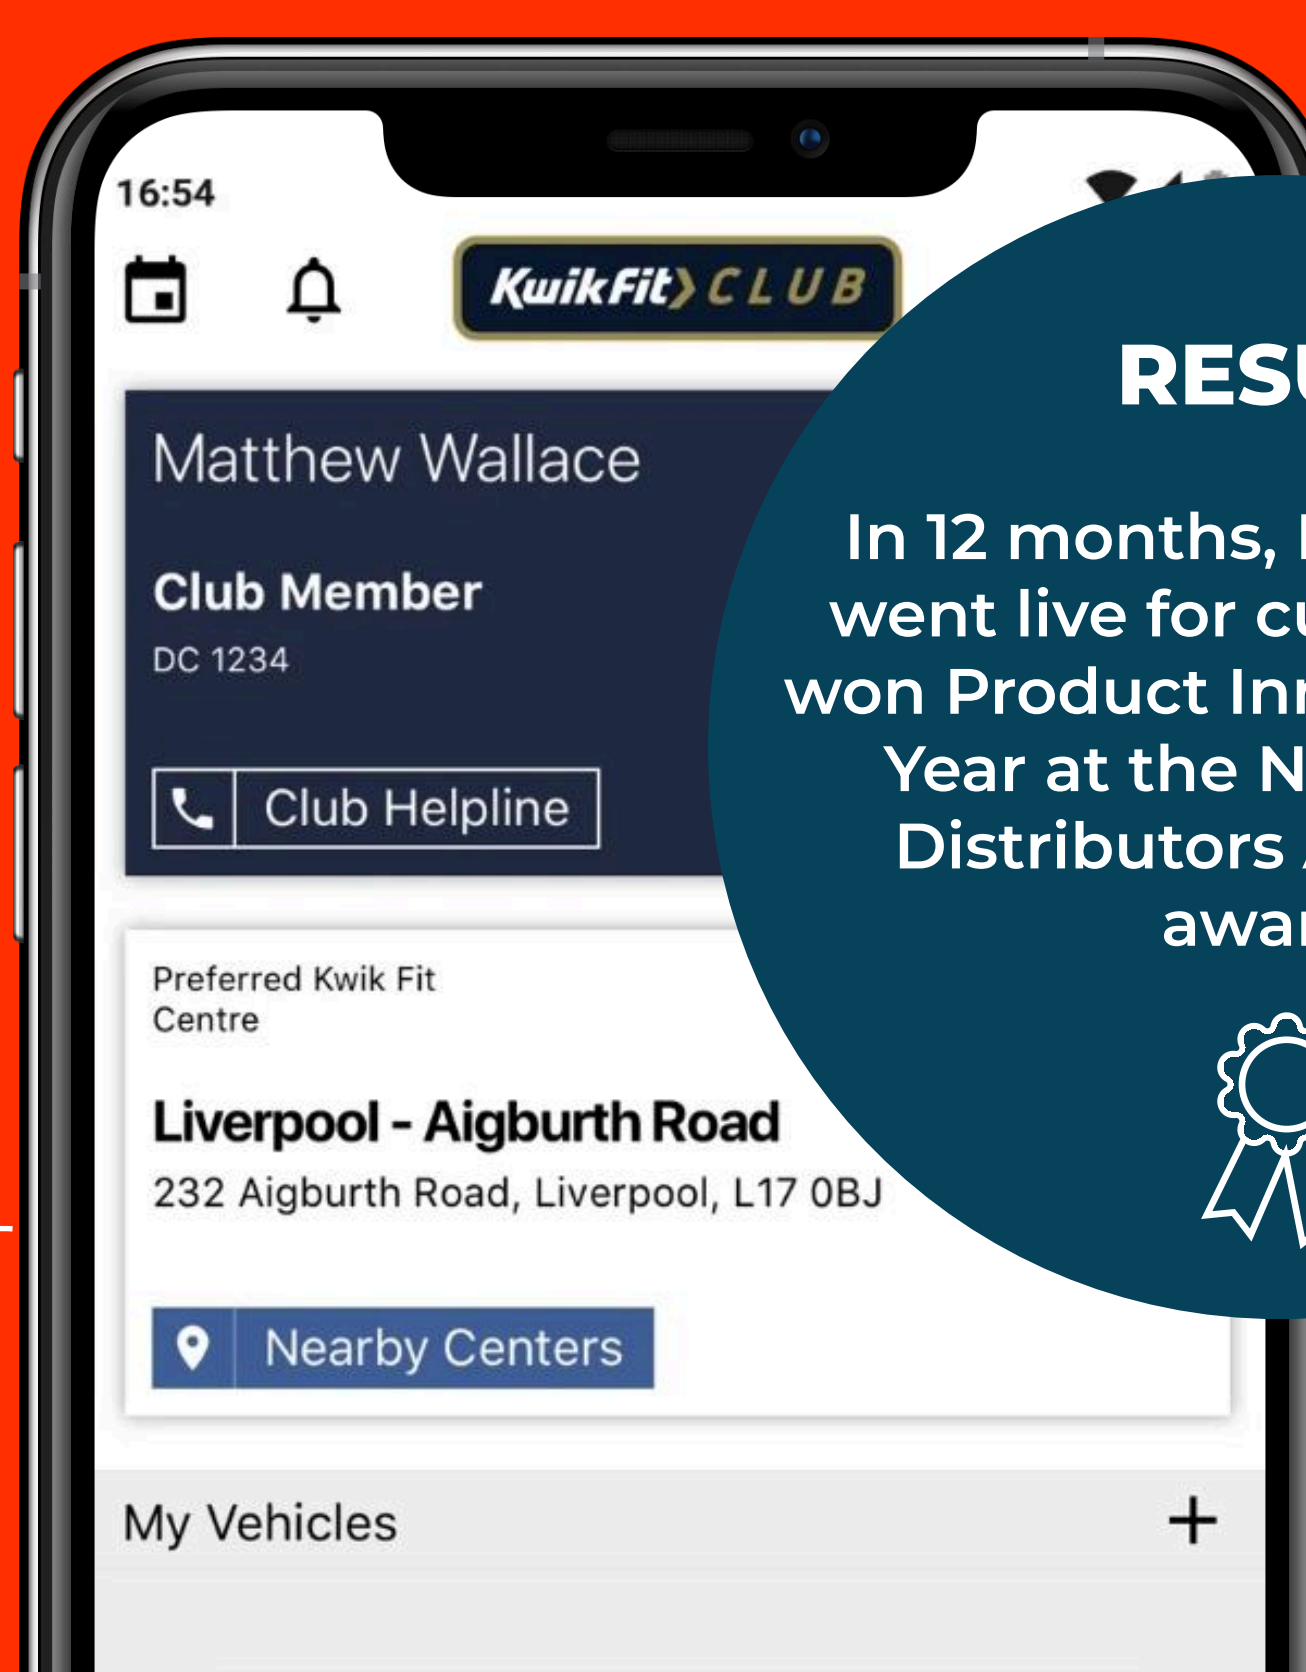 16:54
KwikFit CLUB
Matthew Wallace
Club Member
DC 1234
Club Helpline
Preferred Kwik Fit
Centre
Liverpool - Aigburth Road
232 Aigburth Road, Liverpool, L17 0BJ
Nearby Centers
My Vehicles
In 12 months,
went live for
won Product
Year at the
Distributors